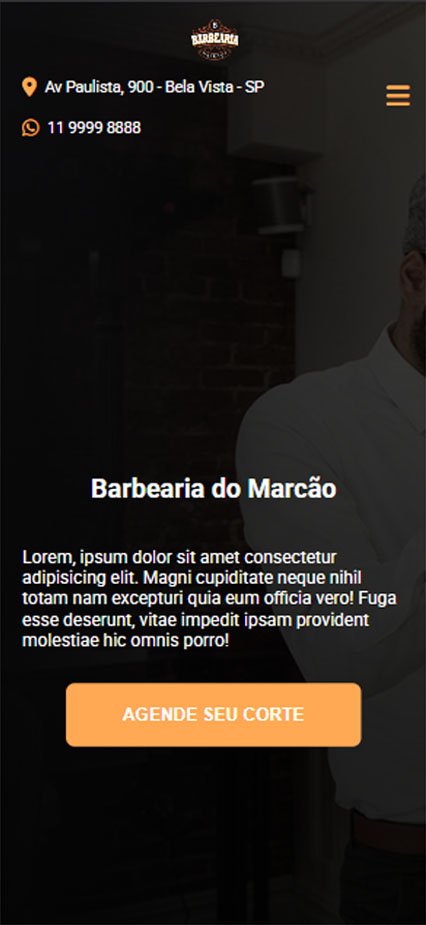 BARBEARIA
Av Paulista, 900 - Bela Vista - SP
11 9999 8888
Barbearia do Marcão
Lorem, ipsum dolor sit amet consectetur
adipisicing elit. Magni cupiditate neque nihil
totam nam excepturi quia eum officia vero! Fuga
esse deserunt, vitae impedit ipsam provident
molestiae hic omnis porro!
AGENDE SEU CORTE